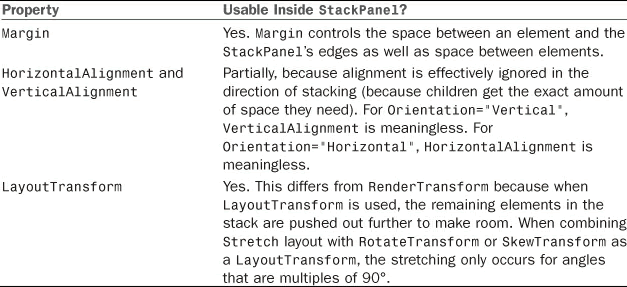 Property Usable Inside StackPanel?
Margin Yes. Margin controls the space between an element and the
StackPanel's edges as well as space between elements.
HorizontalAlignment and Partially, because alignment is effectively ignored in the
VerticalAlignment direction of stacking (because children get the exact amount
of space they need). For Orientation="Vertical",
VerticalAlignment is meaningless. For
Orientation="Horizontal", HorizontalAlignment is
meaningless.
LayoutTransform Yes. This differs from RenderTransform because when
LayoutTransform is used, the remaining elements in the
stack are pushed out further to make room. When combining
Stretch layout with RotateTransform or SkewTransform as
a LayoutTransform, the stretching only occurs for angles
that are multiples of 90°.